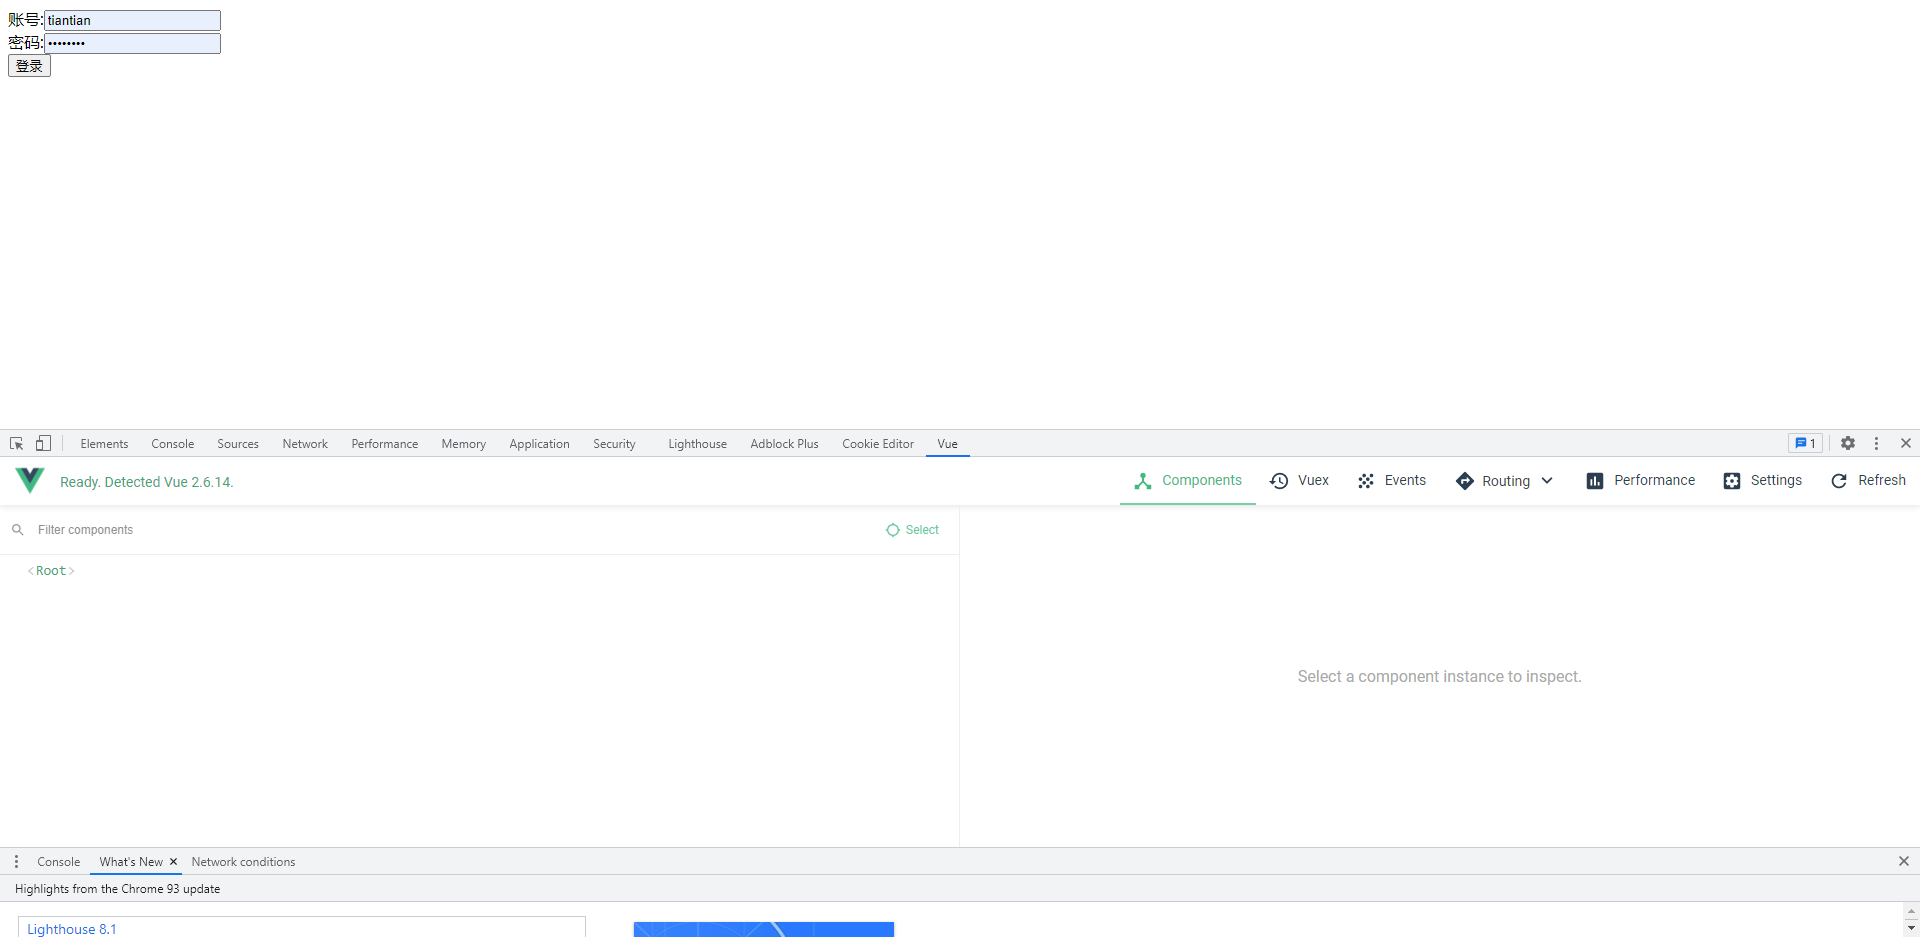 账号:tiantian
密码:••••••••
登录
Elements Console Sources Network Performance Memory Application Security Lighthouse Adblock Plus Cookie Editor Vue 1
Ready. Detected Vue 2.6.14. Components Vuex Events Routing Performance Settings Refresh
Filter components Select
<Root>
Select a component instance to inspect.
Console What's New Network conditions
Highlights from the Chrome 93 update
Lighthouse 8.1